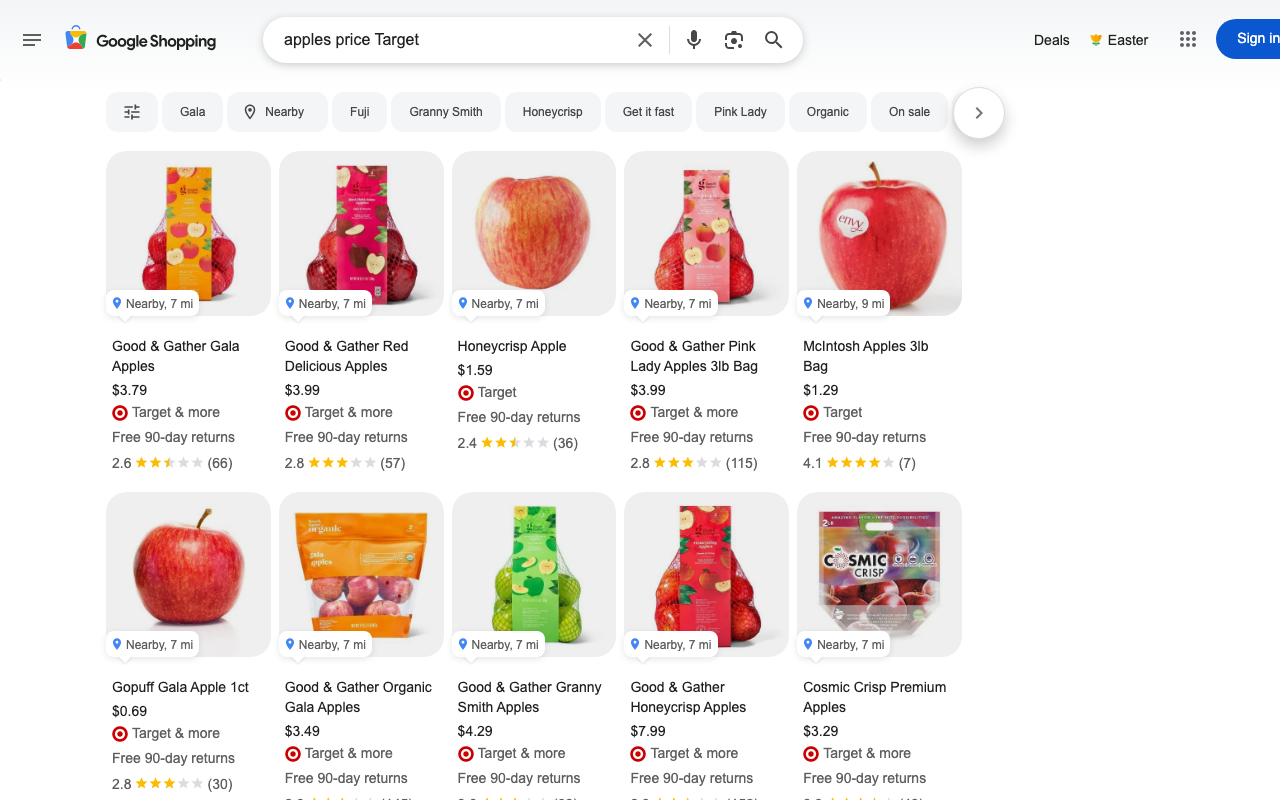 Google Shopping
apples price Target
Deals
Easter
Sign in
Gala
Nearby
Fuji
Granny Smith
Honeycrisp
Get it fast
Pink Lady
Organic
On sale
envy
Nearby, 7 mi
Nearby, 7 mi
Nearby, 7 mi
Nearby, 7 mi
Nearby, 9 mi
Good & Gather Gala
Apples
$3.79
Target & more
Free 90-day returns
2.6 (66)
Good & Gather Red
Delicious Apples
$3.99
Target & more
Free 90-day returns
2.8 (57)
Honeycrisp Apple
$1.59
Target
Free 90-day returns
2.4 (36)
Good & Gather Pink
Lady Apples 3lb Bag
$3.99
Target & more
Free 90-day returns
2.8 (115)
McIntosh Apples 3lb
Bag
$1.29
Target
Free 90-day returns
4.1 (7)
organic
gala
apples
2LB
COSMIC
CRISP
Nearby, 7 mi
Nearby, 7 mi
Nearby, 7 mi
Nearby, 7 mi
Nearby, 7 mi
Gopuff Gala Apple 1ct
$0.69
Target & more
Free 90-day returns
2.8 (30)
Good & Gather Organic
Gala Apples
$3.49
Target & more
Free 90-day returns
Good & Gather Granny
Smith Apples
$4.29
Target & more
Free 90-day returns
Good & Gather
Honeycrisp Apples
$7.99
Target & more
Free 90-day returns
Cosmic Crisp Premium
Apples
$3.29
Target & more
Free 90-day returns